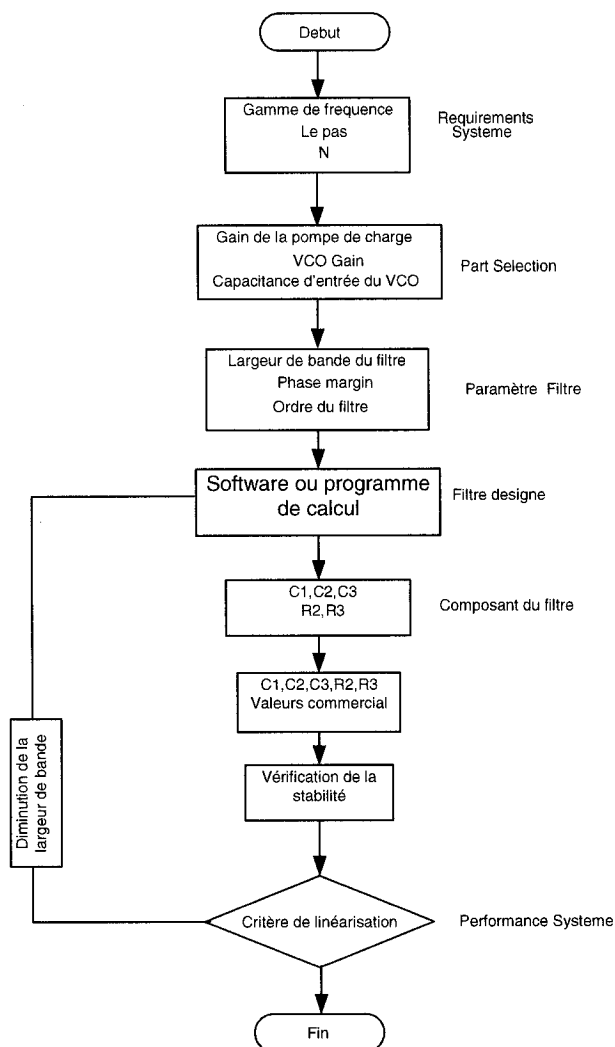 Debut
Gamme de frequence
Le pas
N
Requirements
Systeme
Gain de la pompe de charge
VCO Gain
Capacitance d'entrée du VCO
Part Selection
Largeur de bande du filtre
Phase margin
Ordre du filtre
Paramètre Filtre
Software ou programme
de calcul
Filtre designe
C1,C2,C3
R2,R3
Composant du filtre
C1,C2,C3,R2,R3
Valeurs commercial
Vérification de la
stabilité
Diminution de la
largeur de bande
Critère de linéarisation
Performance Systeme
Fin